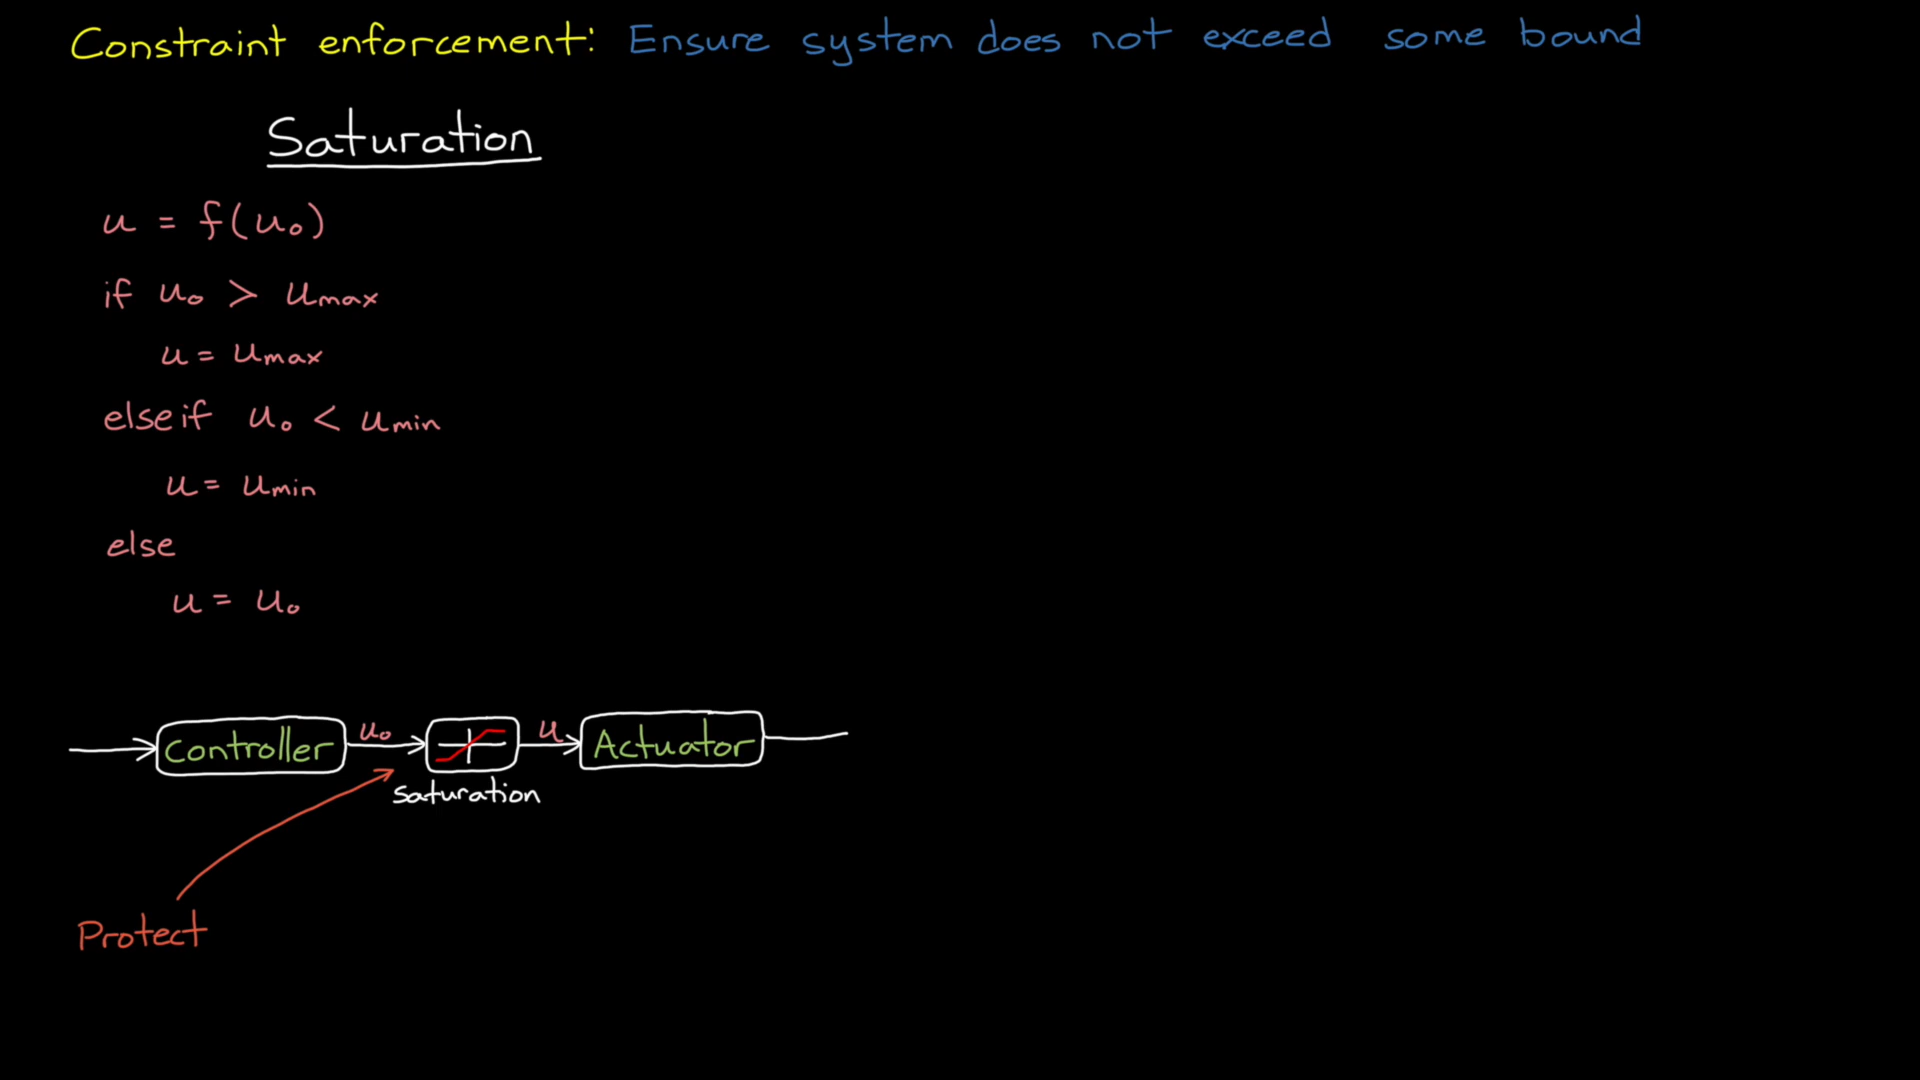 Constraint enforcement: Ensure system does not exceed some bound
Saturation
u = f(u₀)
if u₀ > umax
u = umax
elseif u₀ < umin
u = umin
else
u = u₀
Controller u₀ u Actuator
saturation
Protect